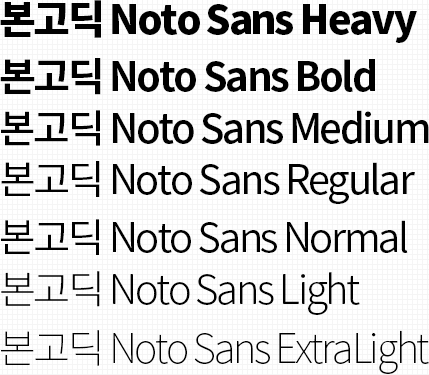 본고딕 Noto Sans Heavy
본고딕 Noto Sans Bold
본고딕 Noto Sans Medium
본고딕 Noto Sans Regular
본고딕 Noto Sans Normal
본고딕 Noto Sans Light
본고딕 Noto Sans ExtraLight